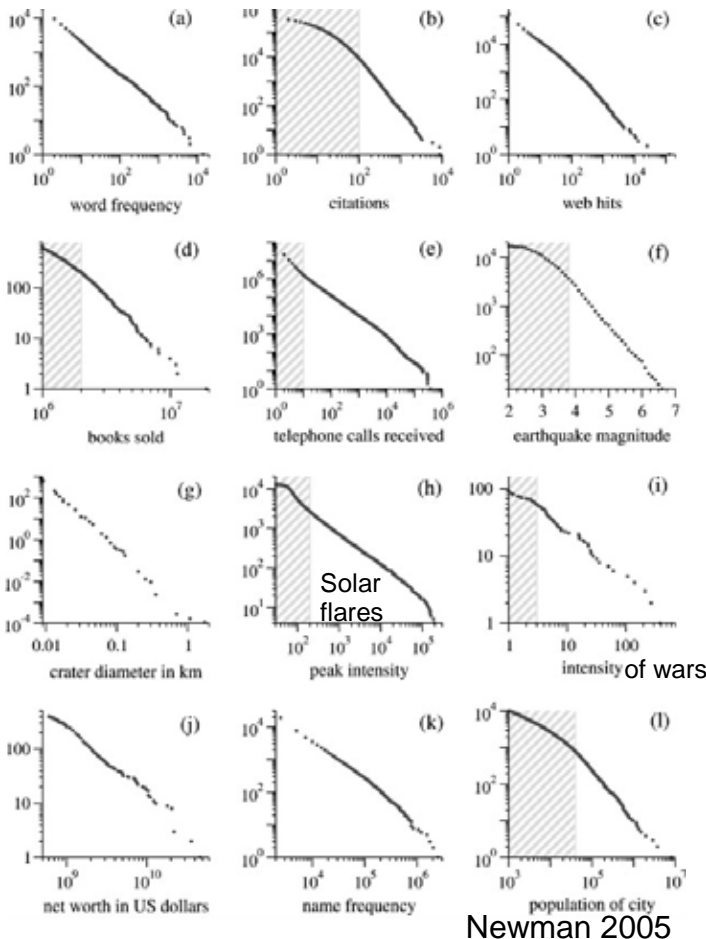 (a) (b) (c)
10^4 10^6 10^4
10^2 10^4 10^2
10^2
10^0 10^0 10^0
10^0 10^2 10^4 10^0 10^2 10^4 10^0 10^2 10^4
word frequency citations web hits
(d) (e) (f)
100 10^6 10^4
10 10^3 10^3
1 10^0 10^2
10^6 10^7 10^0 10^2 10^4 10^6 2 3 4 5 6 7
books sold telephone calls received earthquake magnitude
(g) (h) (i)
10^2 10^4 100
10^0 10^3 10
10^-2 10^2
10^-4 10^1 1
Solar
flares
0.01 0.1 1 10^2 10^3 10^4 10^5 1 10 100
crater diameter in km peak intensity intensity of wars
(j) (k) (l)
100 10^4 10^4
10 10^2 10^2
1 10^0 10^0
10^9 10^10 10^4 10^5 10^6 10^3 10^5 10^7
net worth in US dollars name frequency population of city
Newman 2005